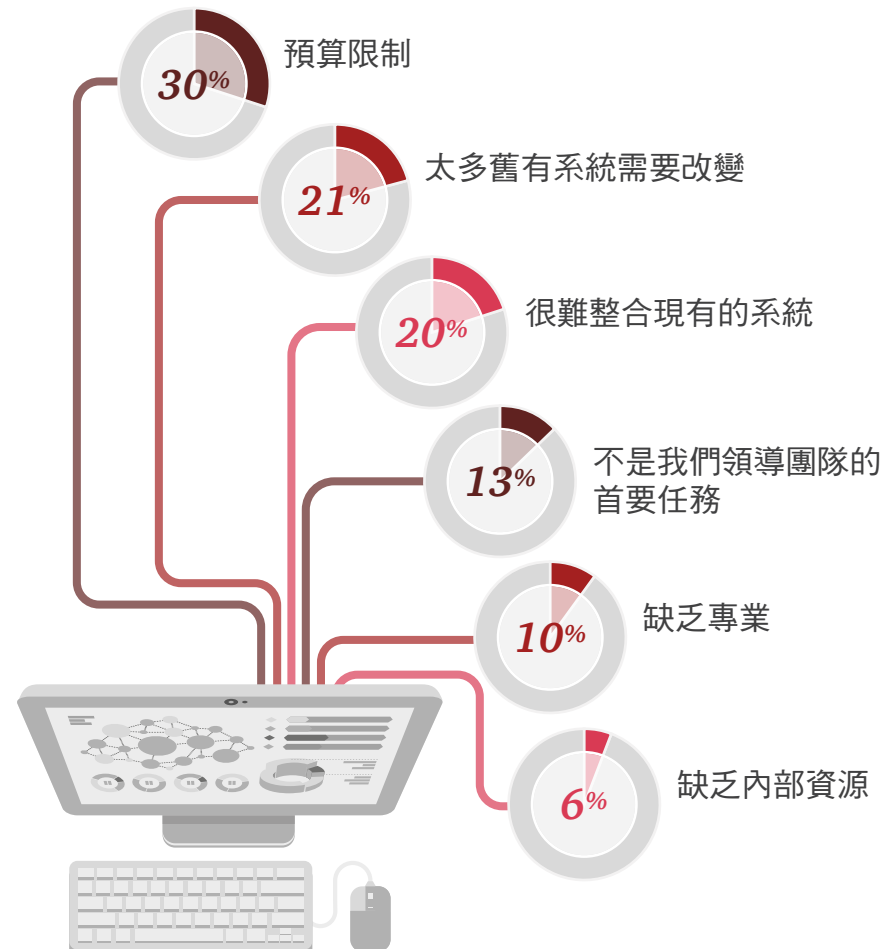 30%
預算限制
21%
太多舊有系統需要改變
20%
很難整合現有的系統
13%
不是我們領導團隊的
首要任務
10%
缺乏專業
6%
缺乏內部資源